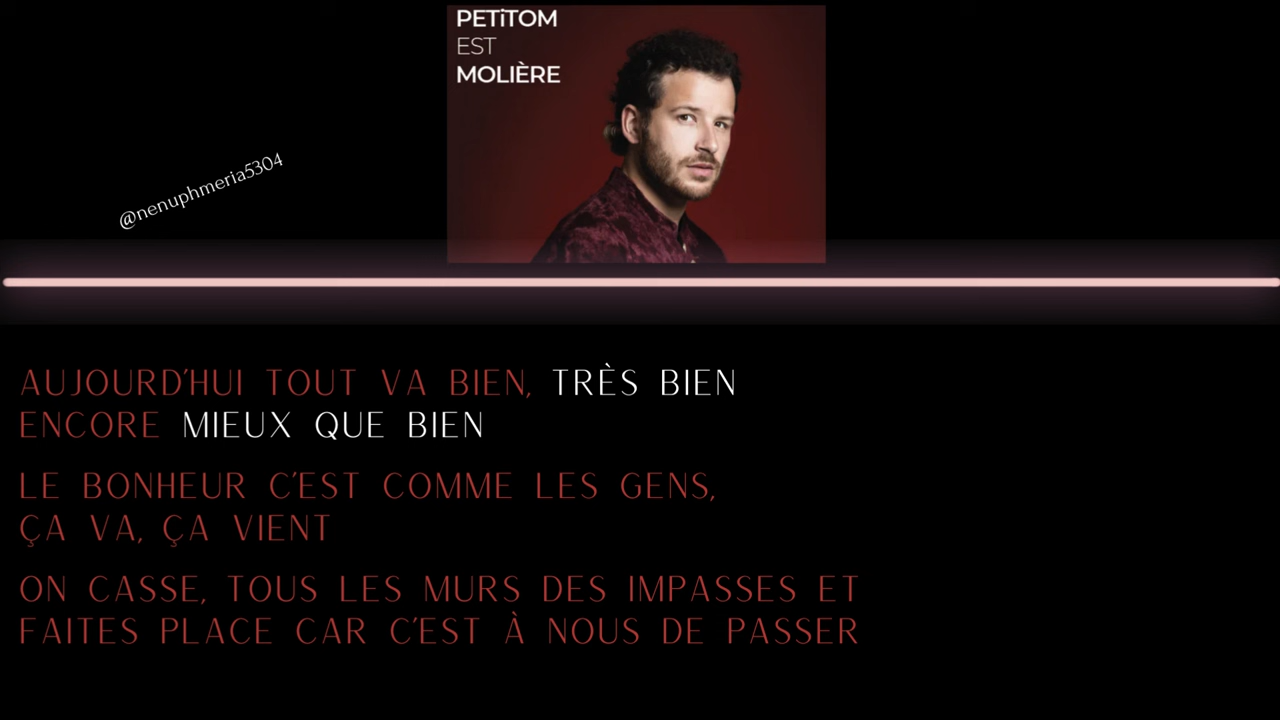 PETiTOM
EST
MOLIÈRE
@nenuphmeria5304
AUJOURD'HUI TOUT VA BIEN, TRÈS BIEN
ENCORE MIEUX QUE BIEN
LE BONHEUR C'EST COMME LES GENS,
ÇA VA, ÇA VIENT
ON CASSE, TOUS LES MURS DES IMPASSES ET
FAITES PLACE CAR C'EST À NOUS DE PASSER